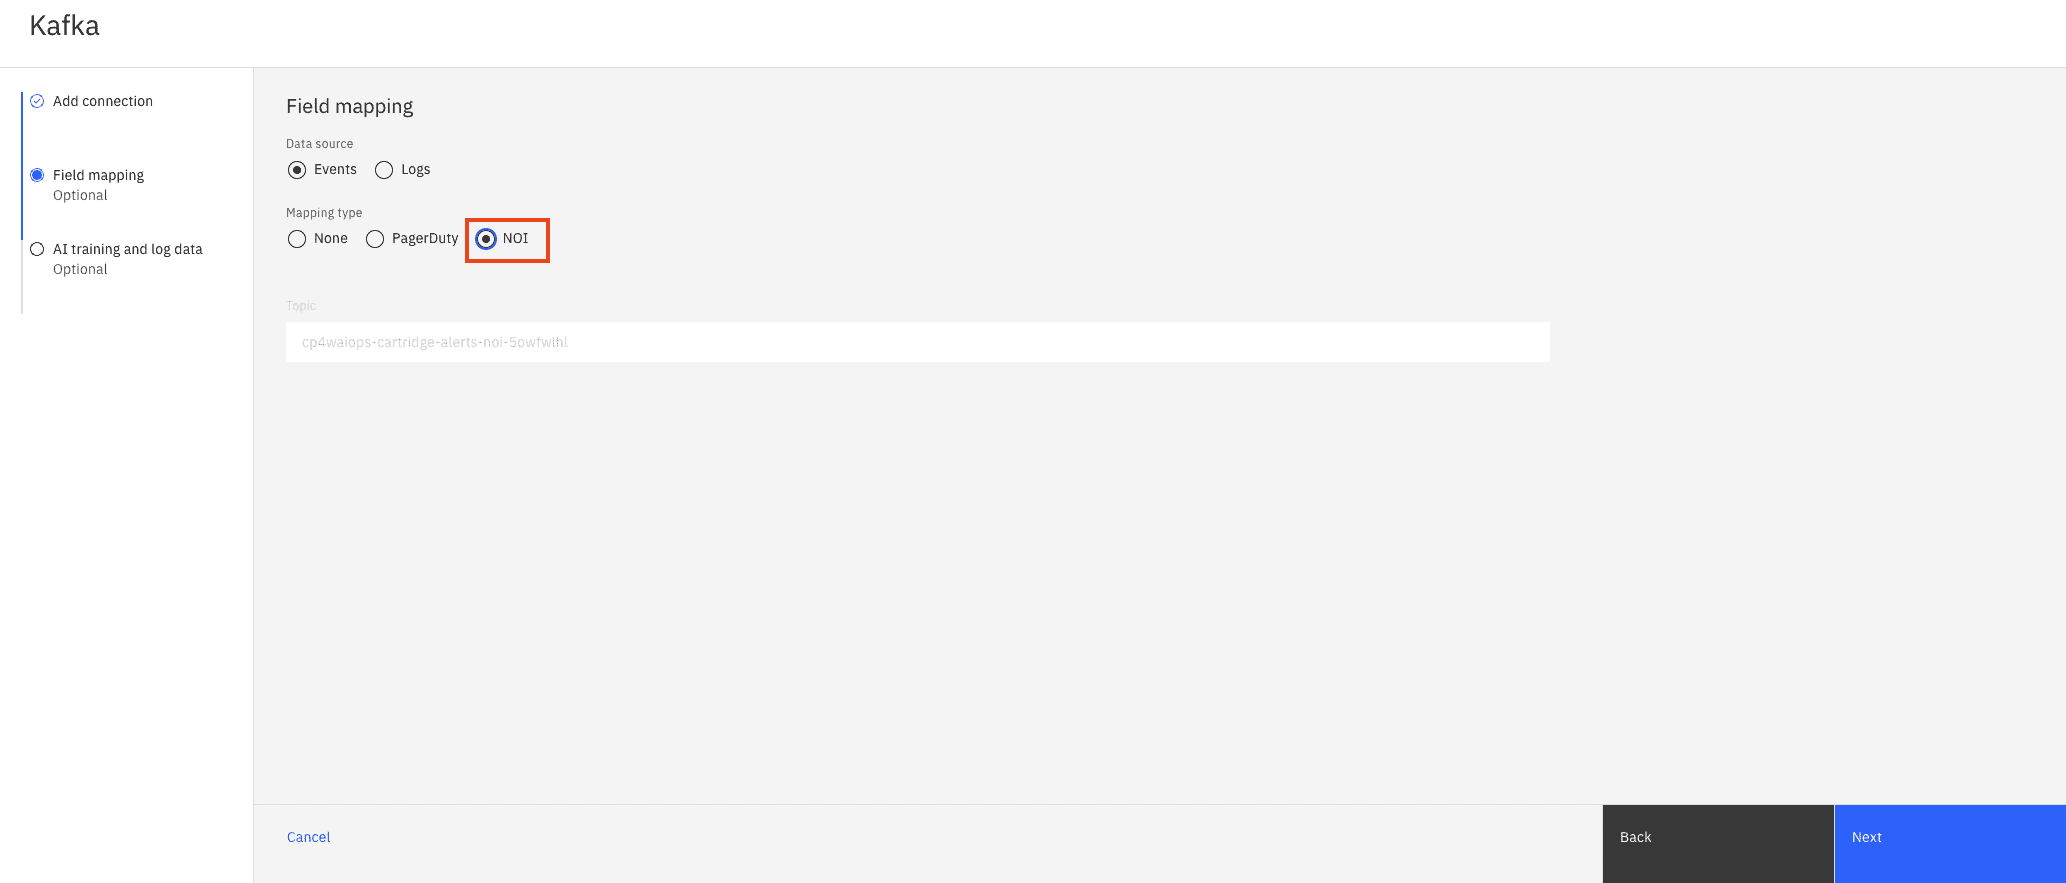 Kafka
Add connection
Field mapping
Optional
AI training and log data
Optional
Field mapping
Data source
Events Logs
Mapping type
None PagerDuty NOI
Topic
cp4waiops-cartridge-alerts-noi-5owfwlhl
Cancel Back Next